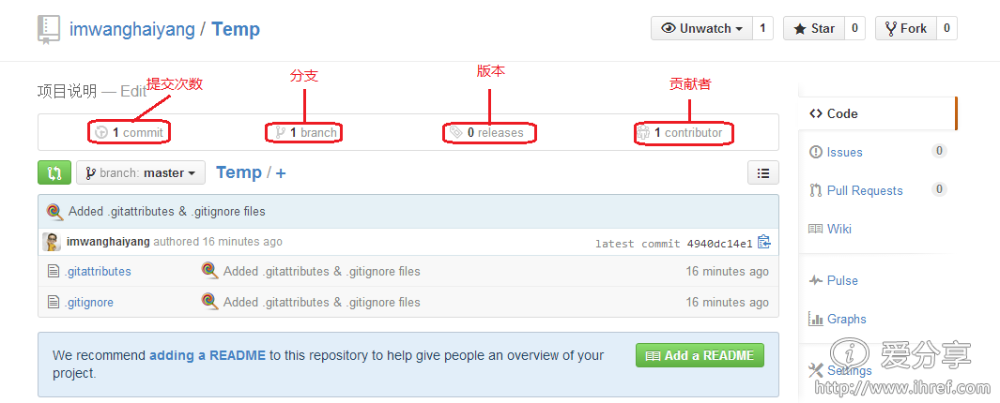 imwanghaiyang / Temp
Unwatch 1 Star 0 Fork 0
项目说明 — Edit
提交次数 分支 版本 贡献者
1 commit 1 branch 0 releases 1 contributor
branch: master Temp / +
Added .gitattributes & .gitignore files
imwanghaiyang authored 16 minutes ago latest commit 4940dc14e1
.gitattributes Added .gitattributes & .gitignore files 16 minutes ago
.gitignore Added .gitattributes & .gitignore files 16 minutes ago
We recommend adding a README to this repository to help give people an overview of your
project.
Add a README
Code
Issues 0
Pull Requests 0
Wiki
Pulse
Graphs
Settings
爱分享
http://www.ihref.com